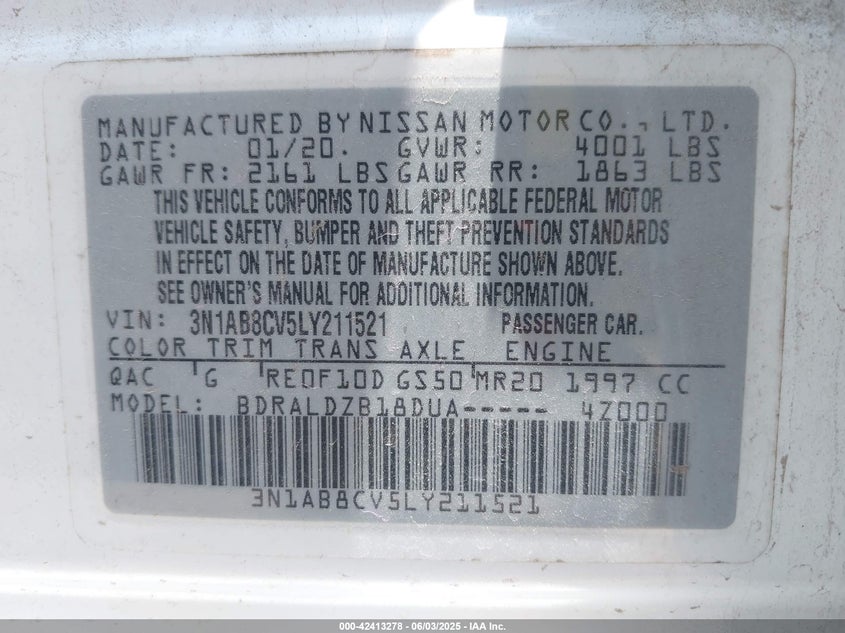 MANUFACTURED BY NISSAN MOTOR CO., LTD.
DATE: 01/20. GVWR: 4001 LBS
GAWR FR: 2161 LBS GAWR RR: 1863 LBS
THIS VEHICLE CONFORMS TO ALL APPLICABLE FEDERAL MOTOR
VEHICLE SAFETY, BUMPER AND THEFT PREVENTION STANDARDS
IN EFFECT ON THE DATE OF MANUFACTURE SHOWN ABOVE.
SEE OWNER'S MANUAL FOR ADDITIONAL INFORMATION.
VIN: 3N1AB8CV5LY211521 PASSENGER CAR.
COLOR TRIM TRANS AXLE ENGINE
QAC G RE0F10D GS50 MR20 1997 CC
MODEL: BDRALDZB18DUA----- 4Z000
3N1AB8CV5LY211521
000-42413278 - 06/03/2025 - IAA Inc.